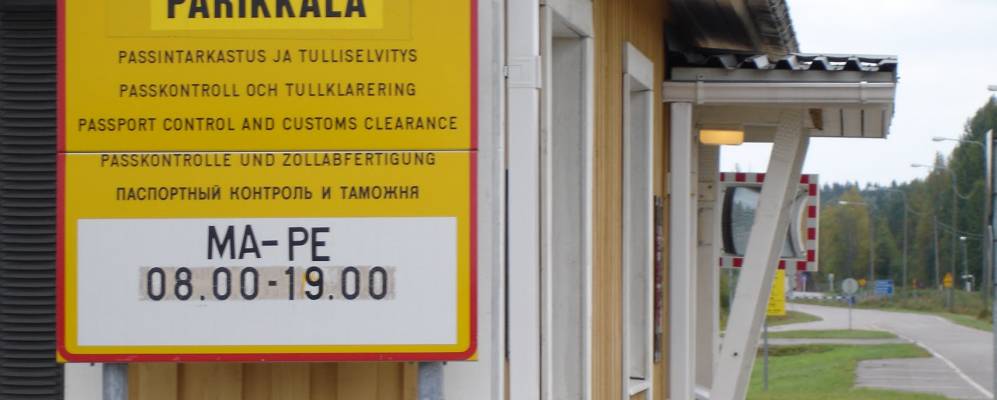 PARIKKALA
PASSINTARKASTUS JA TULLISELVITYS
PASSKONTROLL OCH TULLKLARERING
PASSPORT CONTROL AND CUSTOMS CLEARANCE
PASSKONTROLLE UND ZOLLABFERTIGUNG
ПАСПОРТНЫЙ КОНТРОЛЬ И ТАМОЖНЯ
MA-PE
08.00-19.00